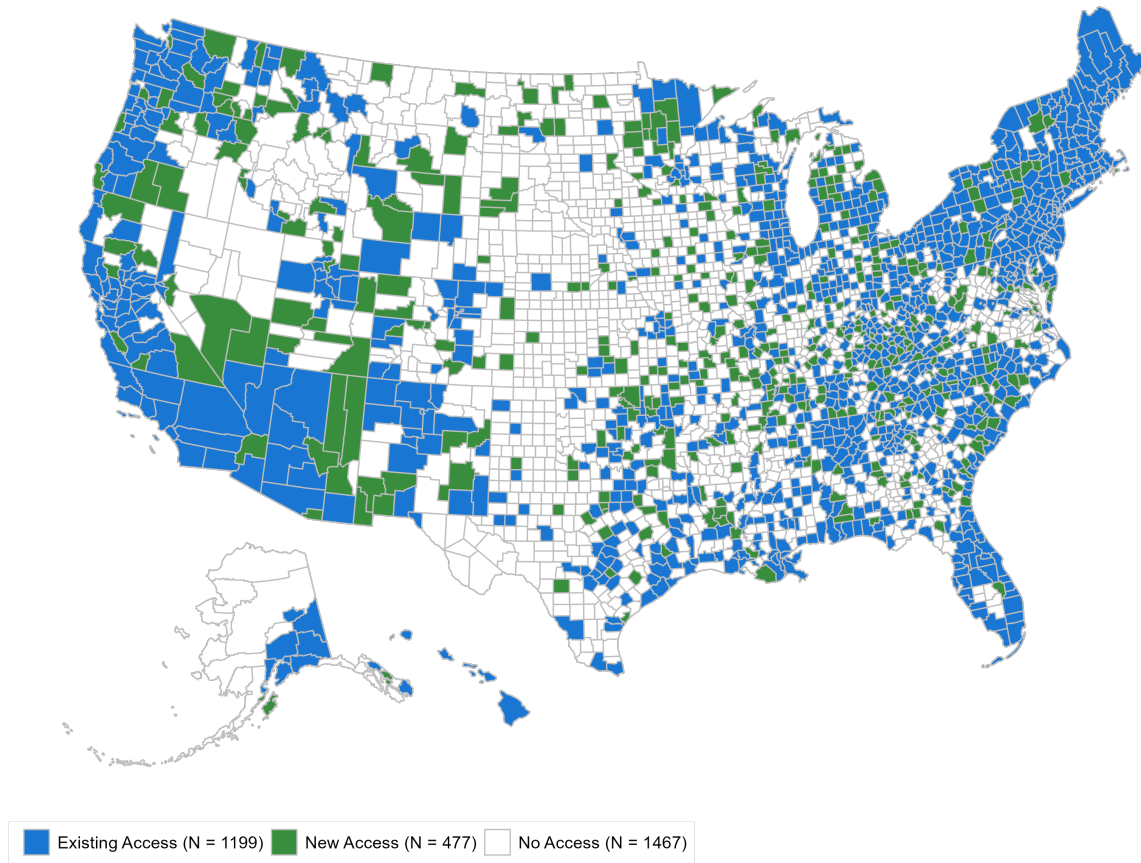 Existing Access (N = 1199) New Access (N = 477) No Access (N = 1467)